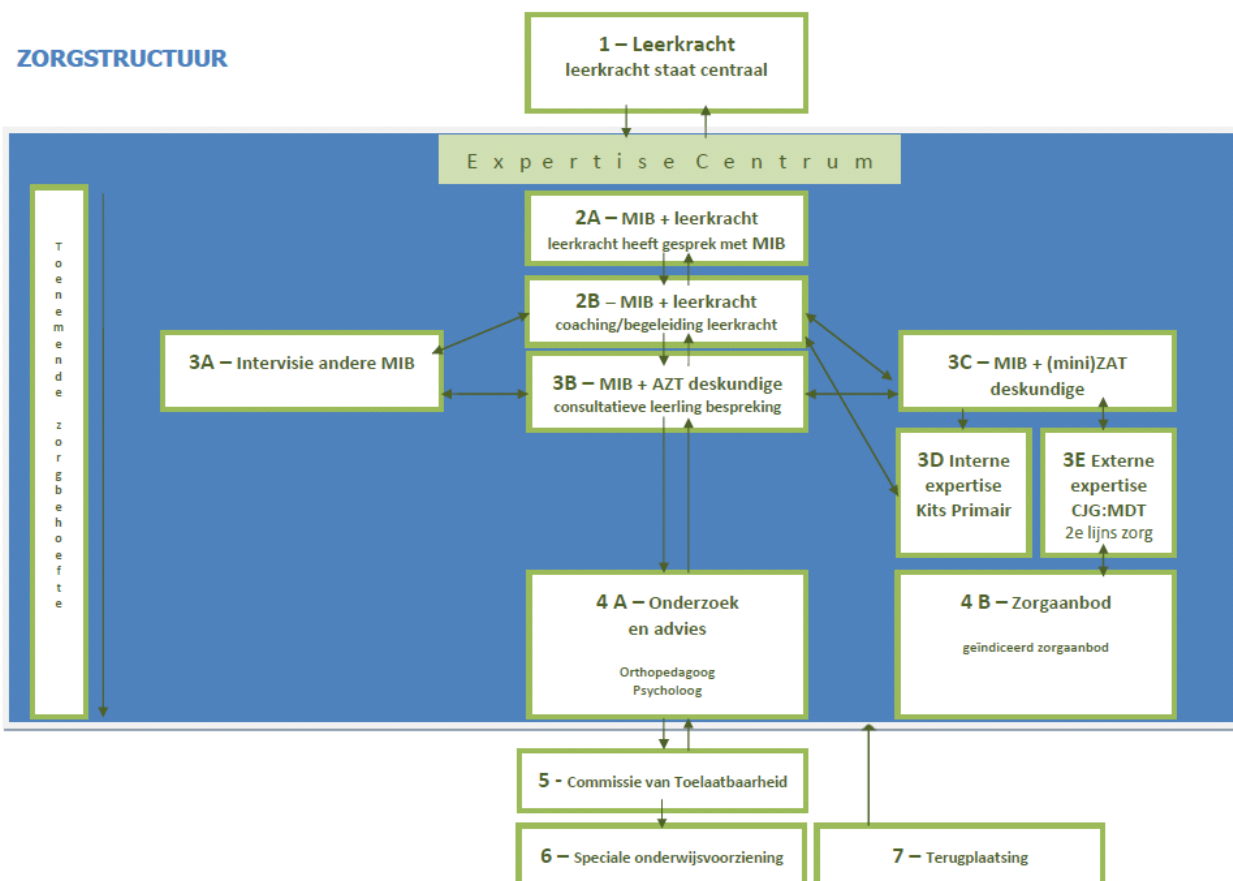 ZORGSTRUCTUUR
1 – Leerkracht
leerkracht staat centraal
ExpertiseCentrum
Toenemende zorgbehoefte
2A – MIB + leerkracht
leerkracht heeft gesprek met MIB
2B – MIB + leerkracht
coaching/begeleiding leerkracht
3A – Intervisie andere MIB
3B – MIB + AZT deskundige
consultatieve leerling bespreking
3C – MIB + (mini)ZAT
deskundige
3D Interne
expertise
Kits Primair
3E Externe
expertise
CJG:MDT
2e lijns zorg
4 A – Onderzoek
en advies
Orthopedagoog
Psycholoog
4 B – Zorgaanbod
geïndiceerd zorgaanbod
5 - Commissie van Toelaatbaarheid
6 – Speciale onderwijsvoorziening
7 – Terugplaatsing